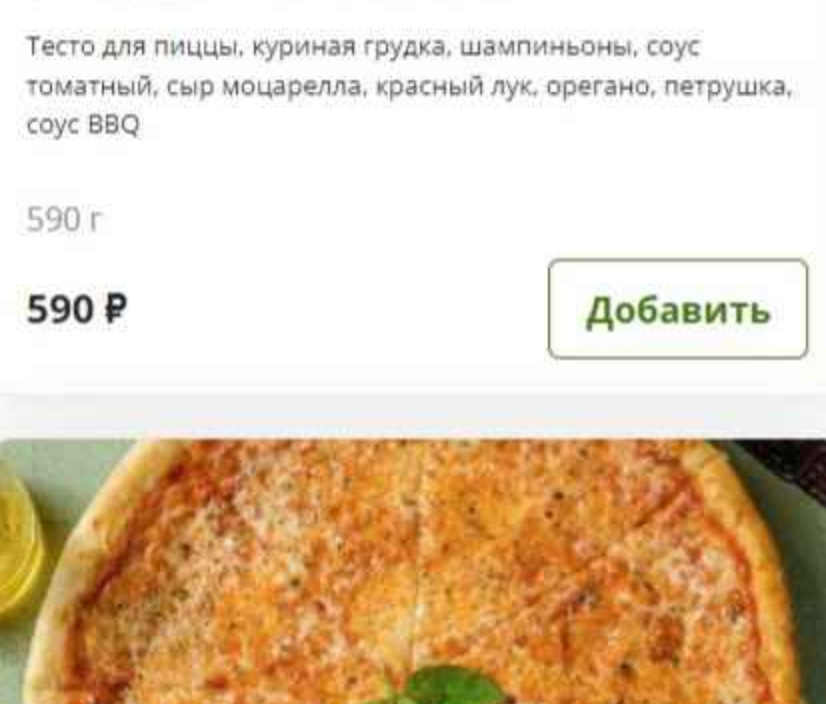 Тесто для пиццы, куриная грудка, шампиньоны, соус
томатный, сыр моцарелла, красный лук, орегано, петрушка,
соус BBQ
590 г
590 ₽
Добавить